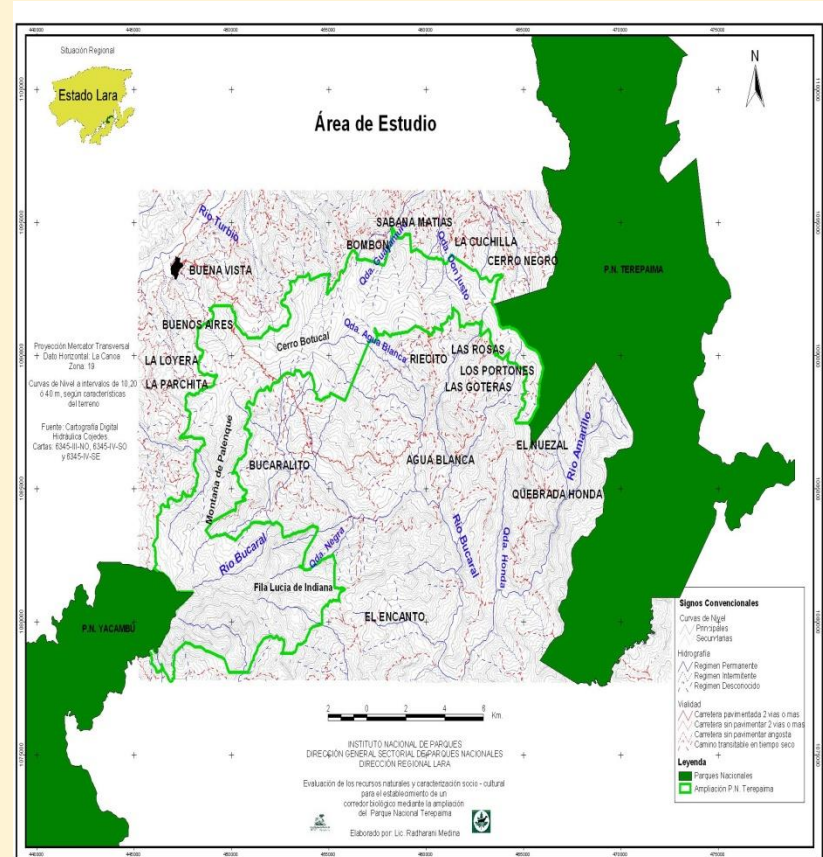 Situación Regional
Estado Lara
N
Área de Estudio
Río Turbio
SABANA MATIAS
BOMBON
LA CUCHILLA
Qda. Don Justo
CERRO NEGRO
BUENA VISTA
P.N. TEREPAIMA
BUENOS AIRES
Cerro Botucal
Qda. Agua Blanca
LAS ROSAS
RIECITO
LA LOYERA
LOS PORTONES
LA PARCHITA
LAS GOTERAS
Proyección Mercator Transversal
Dato Horizontal: La Canoa
Zona: 19
Curvas de Nivel a intervalos de 10,20
ó 40 m, según características
del terreno
Fuente: Cartografía Digital
Hidráulica Cojedes.
Cartas: 6345-III-NO, 6345-IV-SO
y 6345-IV-SE
Montaña de Palenque
EL NUEZAL
Río Amarillo
BUCARALITO
AGUA BLANCA
QUEBRADA HONDA
Río Bucaral
Qda. Negra
Río Bucaral
Qda. Honda
Fila Lucia de Indiana
EL ENCANTO
P.N. YACAMBÚ
2 0 2 4 6
Km.
INSTITUTO NACIONAL DE PARQUES
DIRECCIÓN GENERAL SECTORIAL DE PARQUES NACIONALES
DIRECCIÓN REGIONAL LARA
Evaluación de los recursos naturales y caracterización socio - cultural
para el establecimiento de un
corredor biológico mediante la ampliación
del Parque Nacional Terepaima
Elaborado por: Lic. Radharani Medina
Signos Convencionales
Curvas de Nivel
Principales
Secundarias
Hidrografía
Régimen Permanente
Régimen Intermitente
Régimen Desconocido
Vialidad
Carretera pavimentada 2 vias o mas
Carretera sin pavimentar 2 vias o mas
Carretera sin pavimentar angosta
Camino transitable en tiempo seco
Leyenda
Parques Nacionales
Ampliación P.N. Terepaima